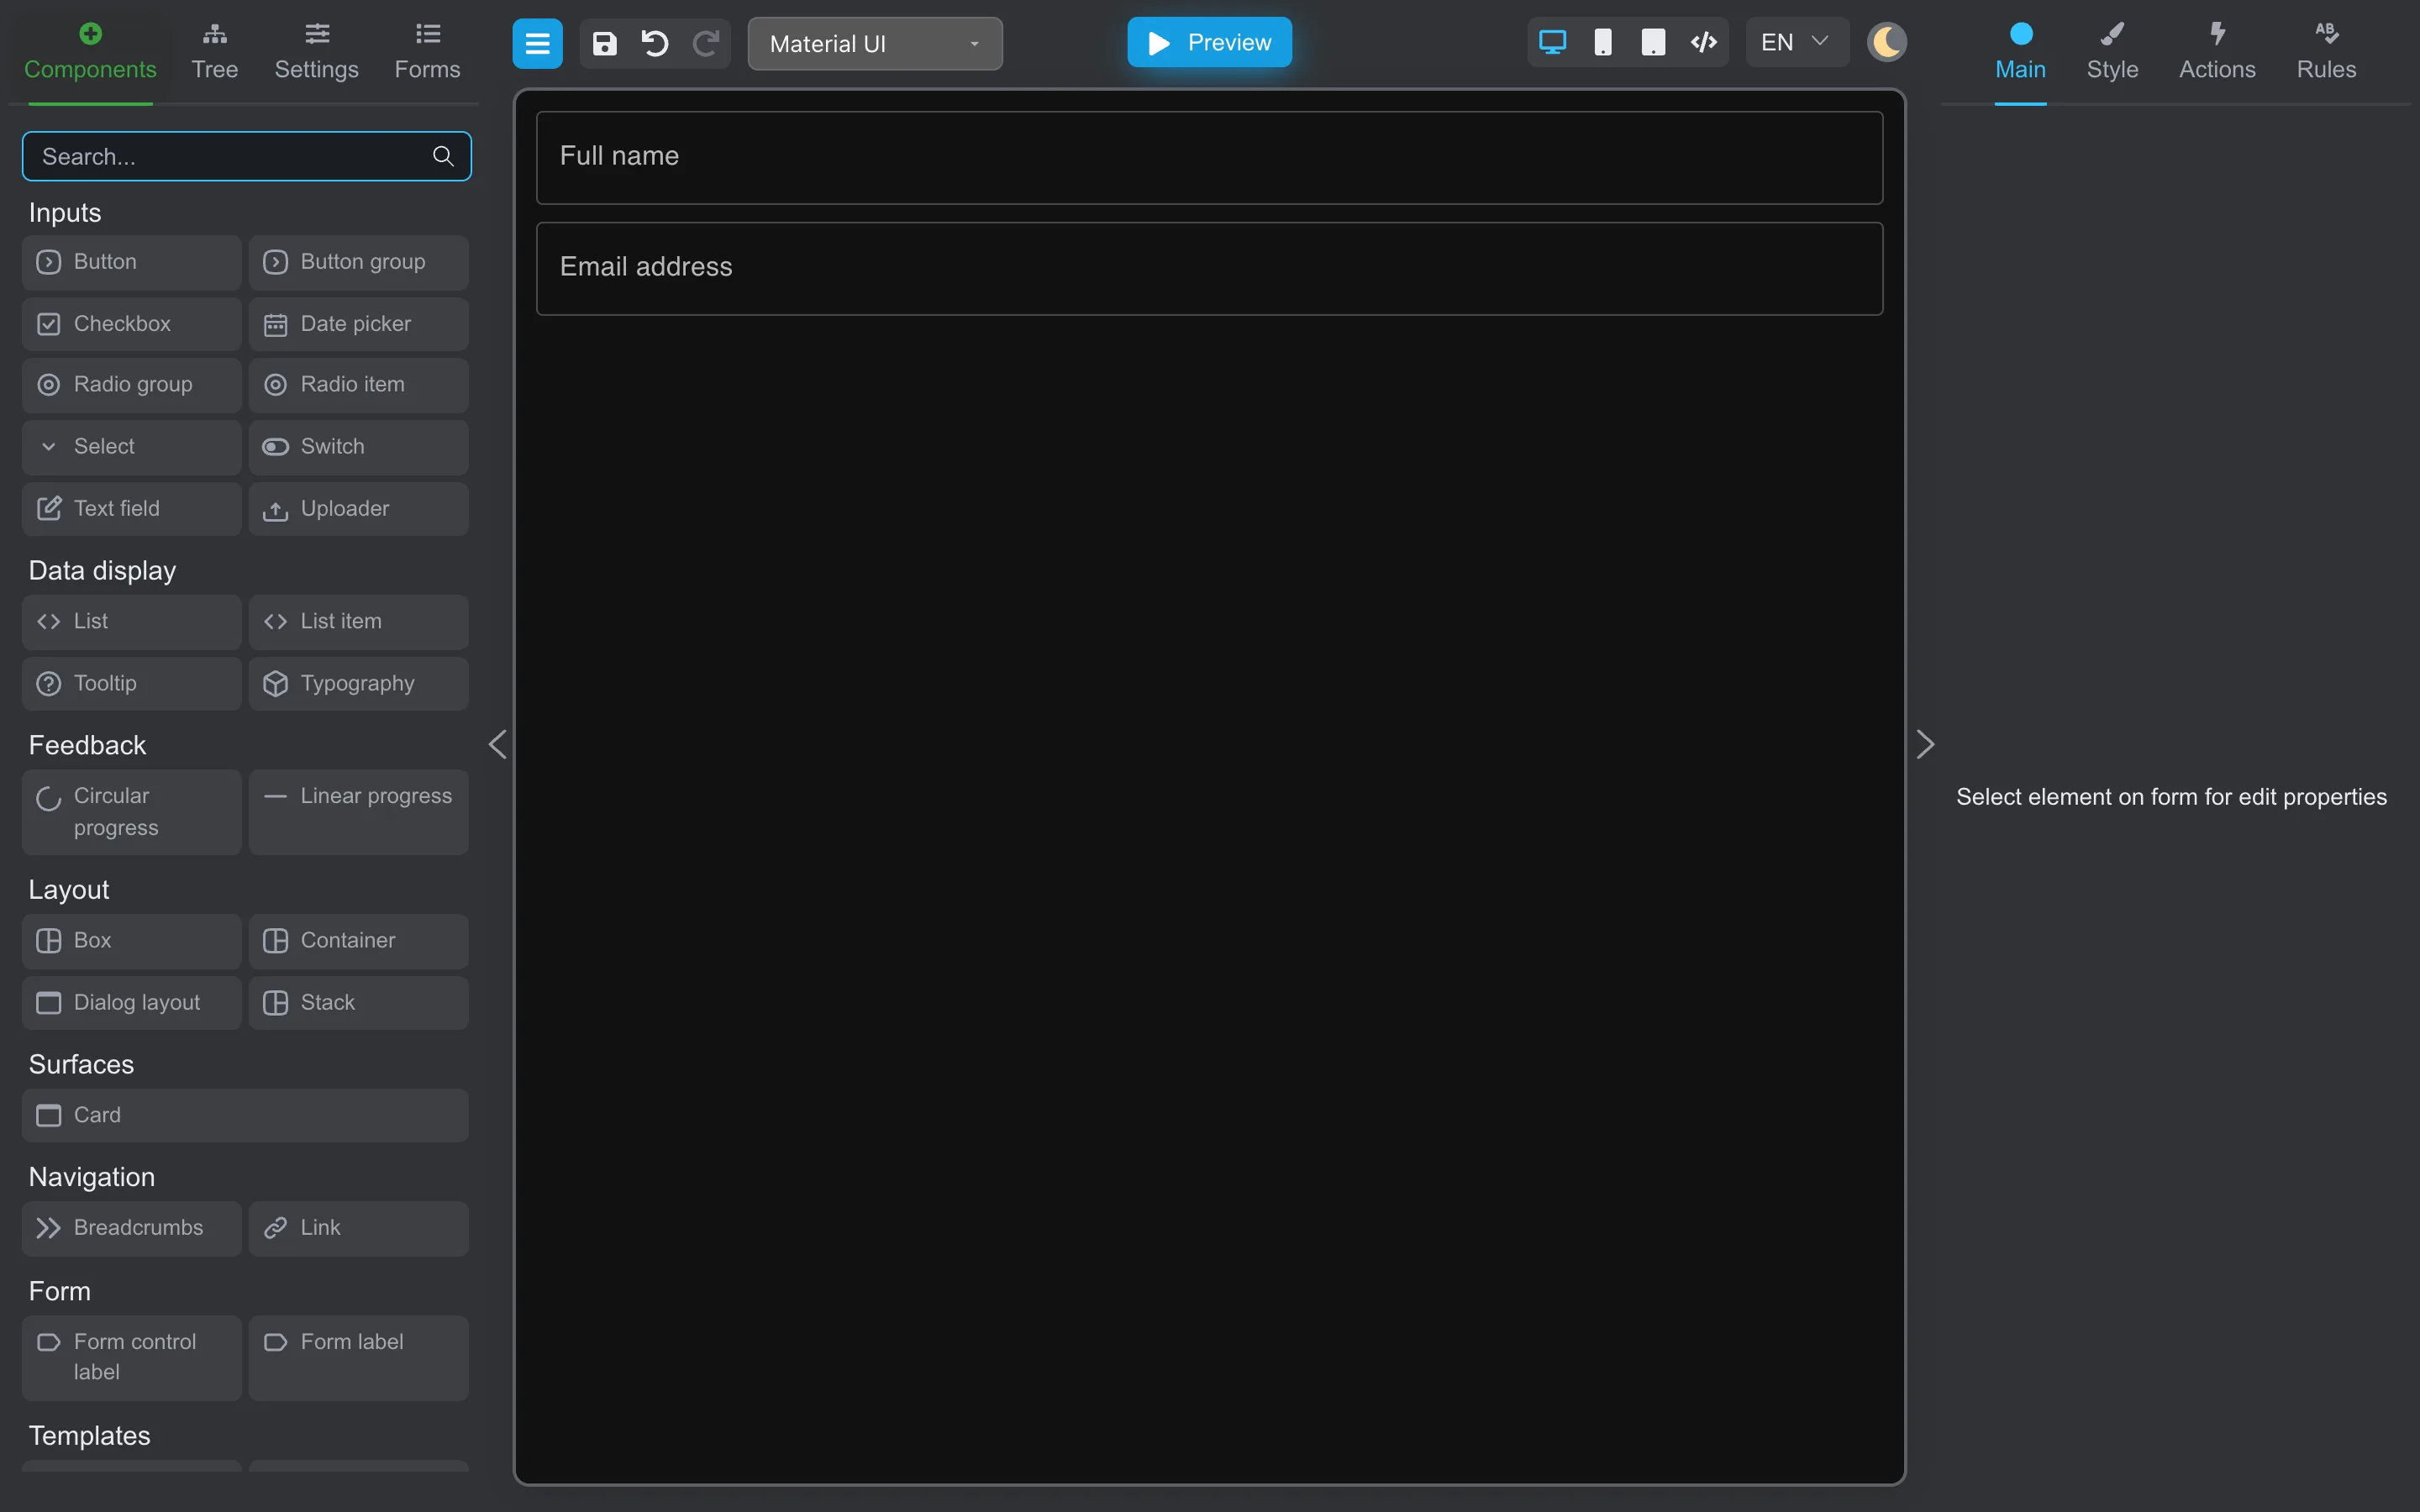 Components Tree Settings Forms
Material UI
Preview
EN
Main Style Actions Rules
Search...
Inputs
Button Button group
Checkbox Date picker
Radio group Radio item
Select Switch
Text field Uploader
Data display
List List item
Tooltip Typography
Feedback
Circular progress
Linear progress
Layout
Box Container
Dialog layout Stack
Surfaces
Card
Navigation
Breadcrumbs Link
Form
Form control label
Form label
Templates
Full name
Email address
Select element on form for edit properties